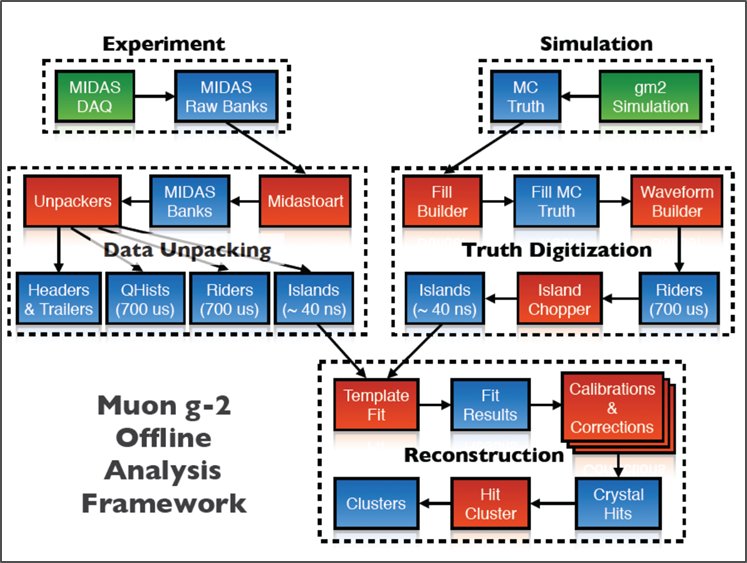 Experiment
MIDAS
DAQ
MIDAS
Raw Banks
Simulation
MC
Truth
gm2
Simulation
Unpackers
MIDAS
Banks
Midastoart
Data Unpacking
Headers
& Trailers
QHists
(700 us)
Riders
(700 us)
Islands
(~ 40 ns)
Fill
Builder
Fill MC
Truth
Waveform
Builder
Truth Digitization
Islands
(~ 40 ns)
Island
Chopper
Riders
(700 us)
Template
Fit
Fit
Results
Calibrations
&
Corrections
Reconstruction
Clusters
Hit
Cluster
Crystal
Hits
Muon g-2
Offline
Analysis
Framework